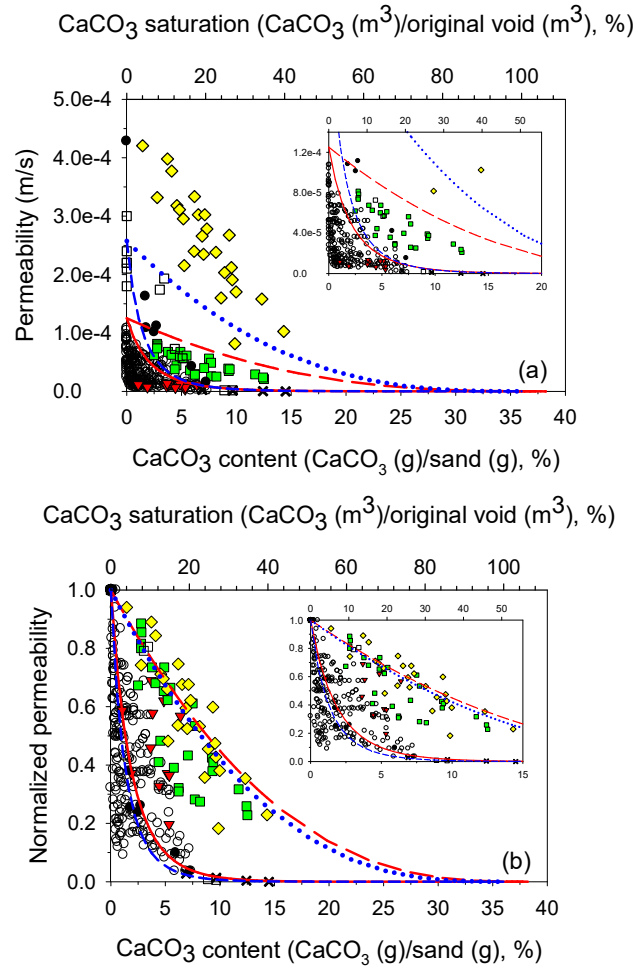 CaCO3 saturation (CaCO3 (m3)/original void (m3), %)
0 20 40 60 80 100
5.0e-4
4.0e-4
3.0e-4
2.0e-4
1.0e-4
0.0
Permeability (m/s)
0 10 20 30 40 50
1.2e-4
8.0e-5
4.0e-5
0.0
0 5 10 15 20
(a)
0 5 10 15 20 25 30 35 40
CaCO3 content (CaCO3 (g)/sand (g), %)
CaCO3 saturation (CaCO3 (m3)/original void (m3), %)
0 20 40 60 80 100
1.0
0.8
0.6
0.4
0.2
0.0
Normalized permeability
0 10 20 30 40 50
1.0
0.8
0.6
0.4
0.2
0.0
0 5 10 15
(b)
0 5 10 15 20 25 30 35 40
CaCO3 content (CaCO3 (g)/sand (g), %)